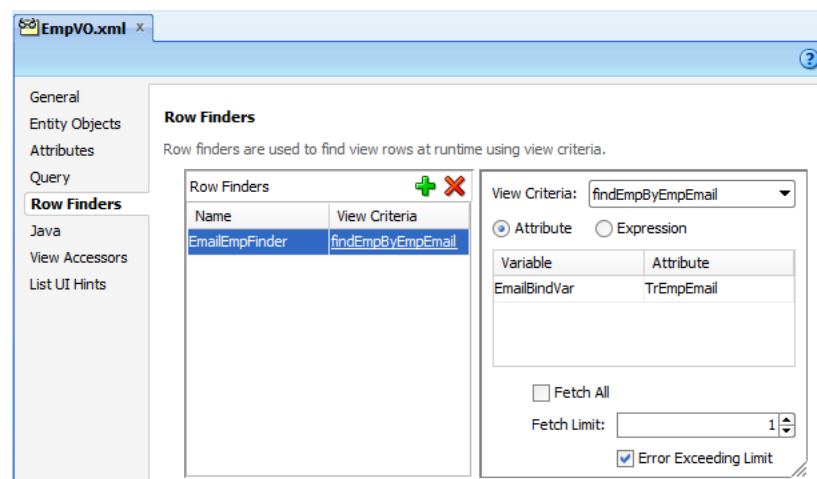 EmpVO.xml x
?
General
Entity Objects
Attributes
Query
Row Finders
Java
View Accessors
List UI Hints
Row Finders
Row finders are used to find view rows at runtime using view criteria.
Row Finders
Name View Criteria
EmailEmpFinder findEmpByEmpEmail
View Criteria: findEmpByEmpEmail
Attribute Expression
Variable Attribute
EmailBindVar TrEmpEmail
Fetch All
Fetch Limit: 1
Error Exceeding Limit